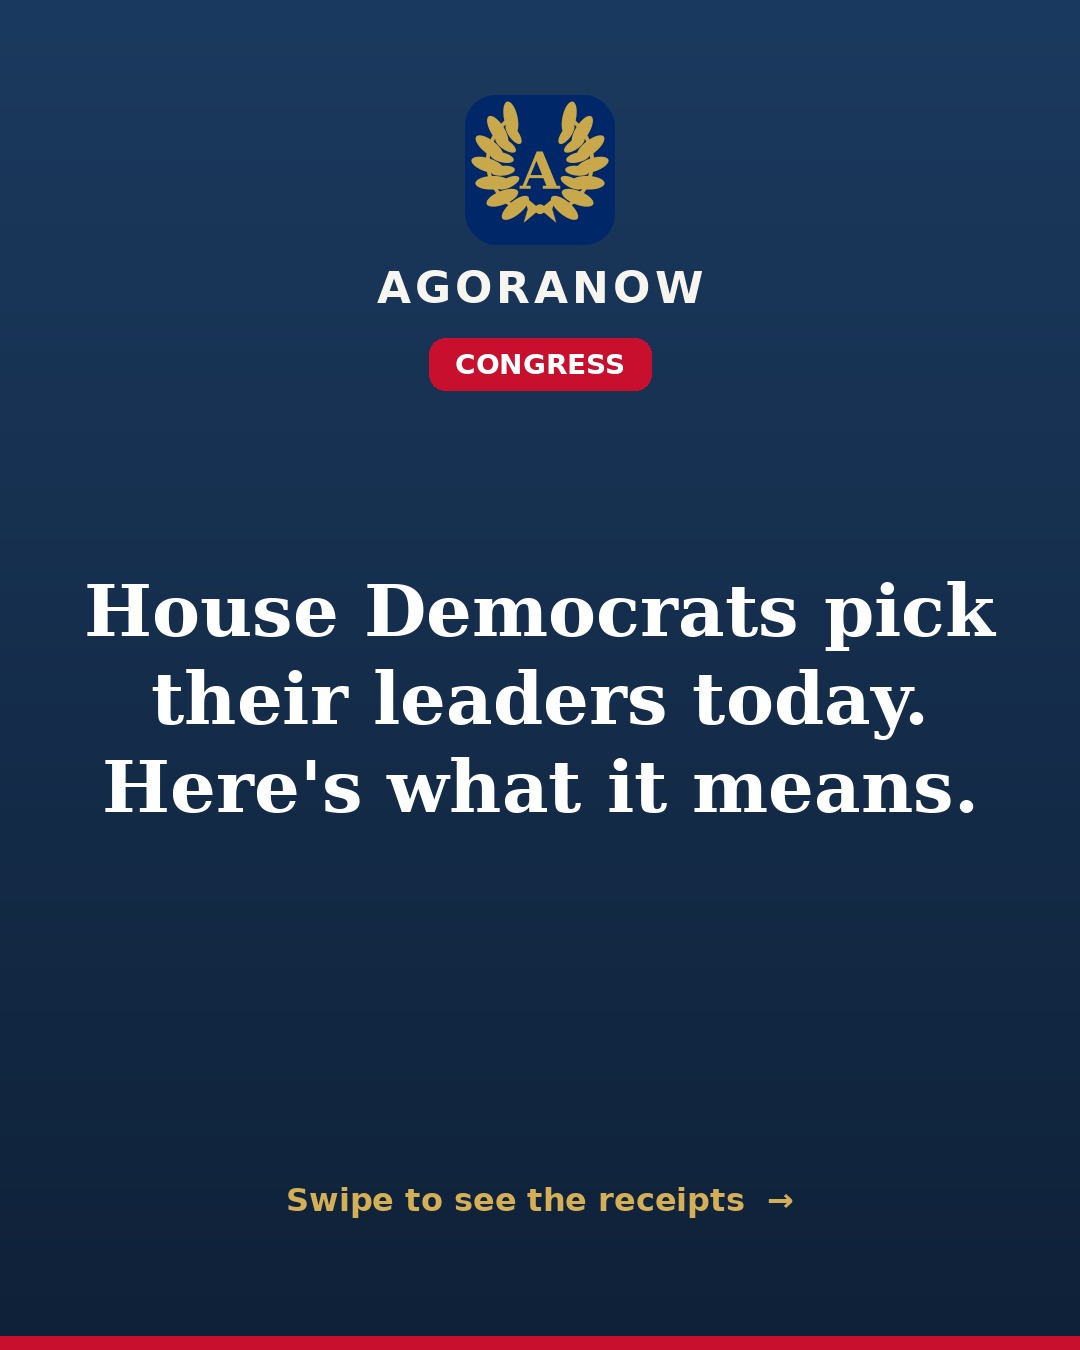 A
AGORANOW
CONGRESS
House Democrats pick
their leaders today.
Here's what it means.
Swipe to see the receipts →